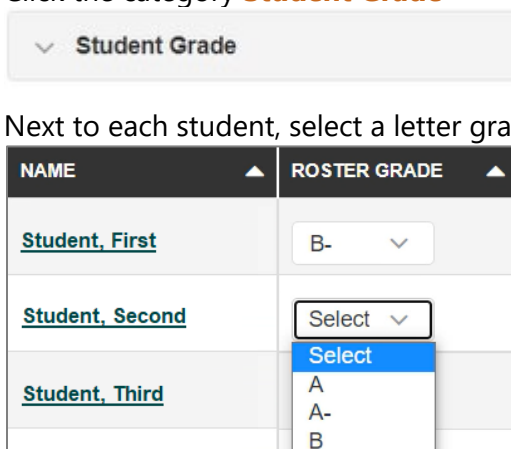 Click the category Student Grade
Student Grade
Next to each student, select a letter gra
NAME ROSTER GRADE
Student, First B-
Student, Second Select
Select
Student, Third A
A-
B